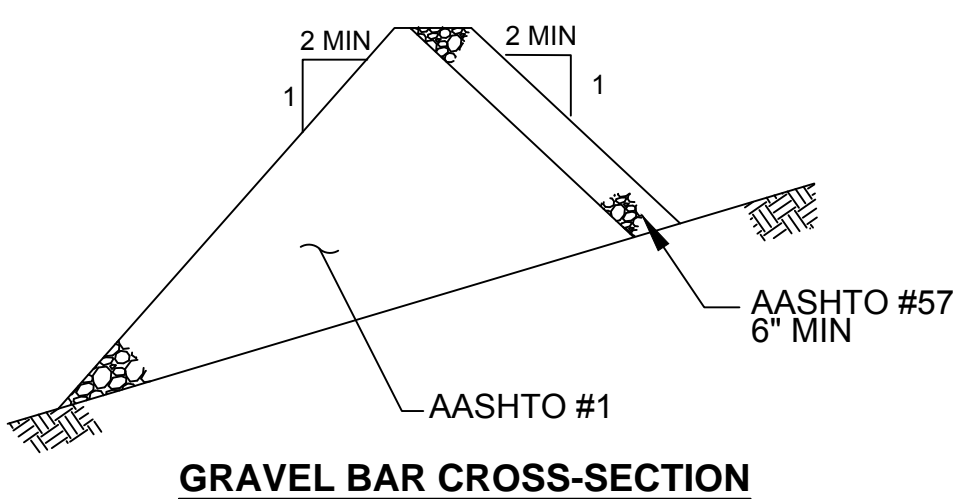 2 MIN
1
2 MIN
1
AASHTO #57
6" MIN
AASHTO #1
GRAVEL BAR CROSS-SECTION